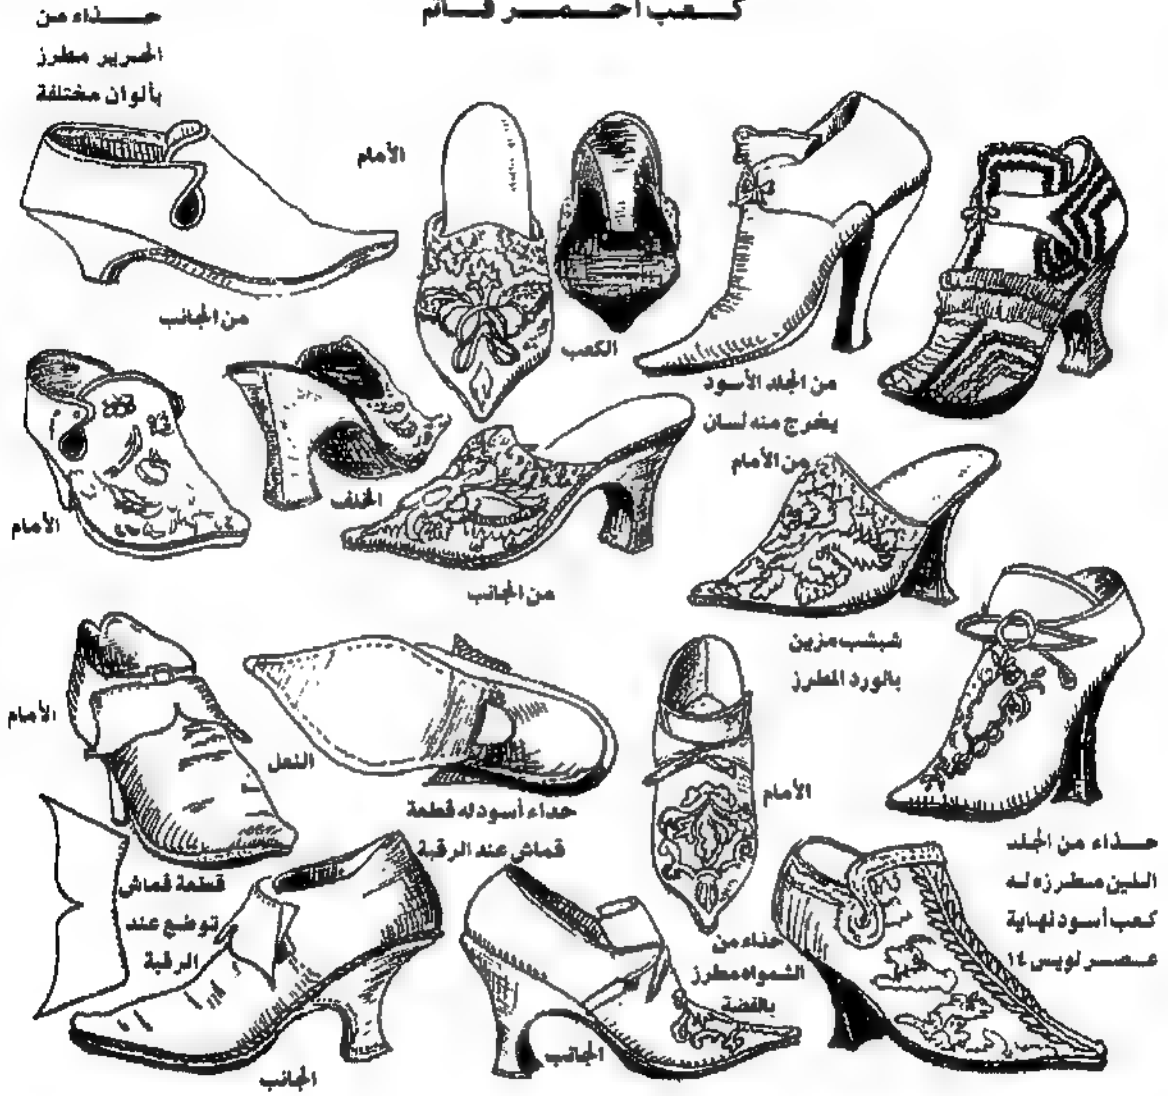 كعب أحمر قائم
حذاء من
الحرير مطرز
بألوان مختلفة
الأمام
من الجانب
الكعب
من الجلد الأسود
يخرج منه لسان
من الأمام
الأمام
الخلف
من الجانب
شبشب مزين
بالورد المطرز
الأمام
النعل
حداء أسود له قطعة
قماش عند الرقبة
الأمام
قطعة قماش
توضع عند
الرقبة
حذاء من الجلد
اللين مطرزه له
كعب أسود نهاية
عصر لويس ١٤
حذاء من
الشمواه مطرز
بالفضة
الجانب
الجانب